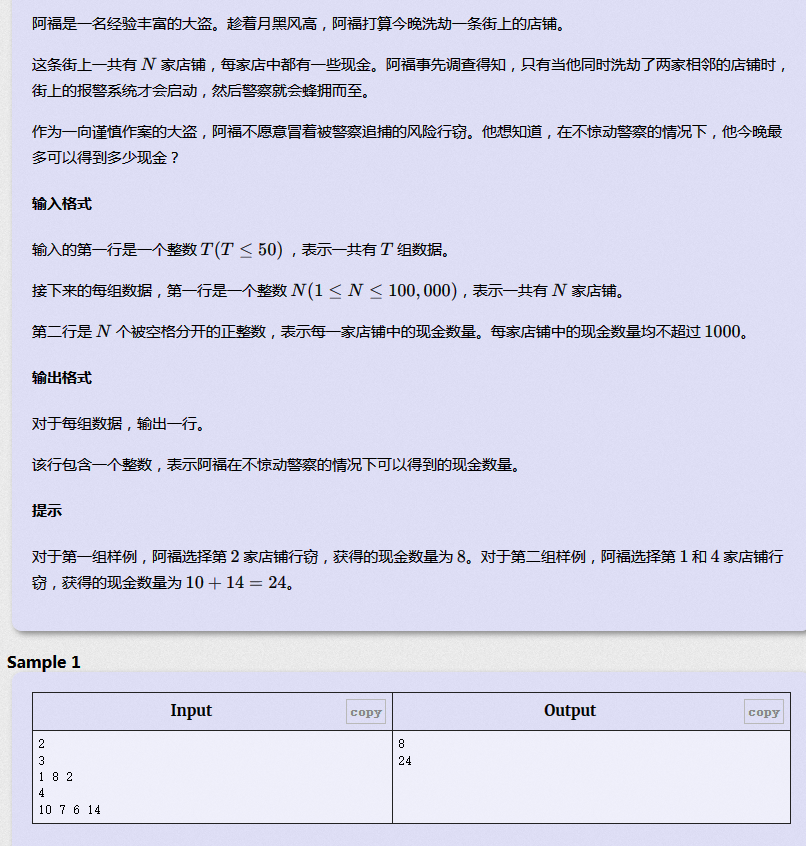 阿福是一名经验丰富的大盗。趁着月黑风高，阿福打算今晚洗劫一条街上的店铺。
这条街上一共有 N 家店铺，每家店中都有一些现金。阿福事先调查得知，只有当他同时洗劫了两家相邻的店铺时，
街上的报警系统才会启动，然后警察就会蜂拥而至。
作为一向谨慎作案的大盗，阿福不愿意冒着被警察追捕的风险行窃。他想知道，在不惊动警察的情况下，他今晚最
多可以得到多少现金？
输入格式
输入的第一行是一个整数 T(T ≤ 50) ，表示一共有 T 组数据。
接下来的每组数据，第一行是一个整数 N(1 ≤ N ≤ 100,000)，表示一共有 N 家店铺。
第二行是 N 个被空格分开的正整数，表示每一家店铺中的现金数量。每家店铺中的现金数量均不超过 1000。
输出格式
对于每组数据，输出一行。
该行包含一个整数，表示阿福在不惊动警察的情况下可以得到的现金数量。
提示
对于第一组样例，阿福选择第 2 家店铺行窃，获得的现金数量为 8。对于第二组样例，阿福选择第 1 和 4 家店铺行
窃，获得的现金数量为 10 + 14 = 24。
Sample 1
Input copy Output copy
2
3
1 8 2
4
10 7 6 14
8
24